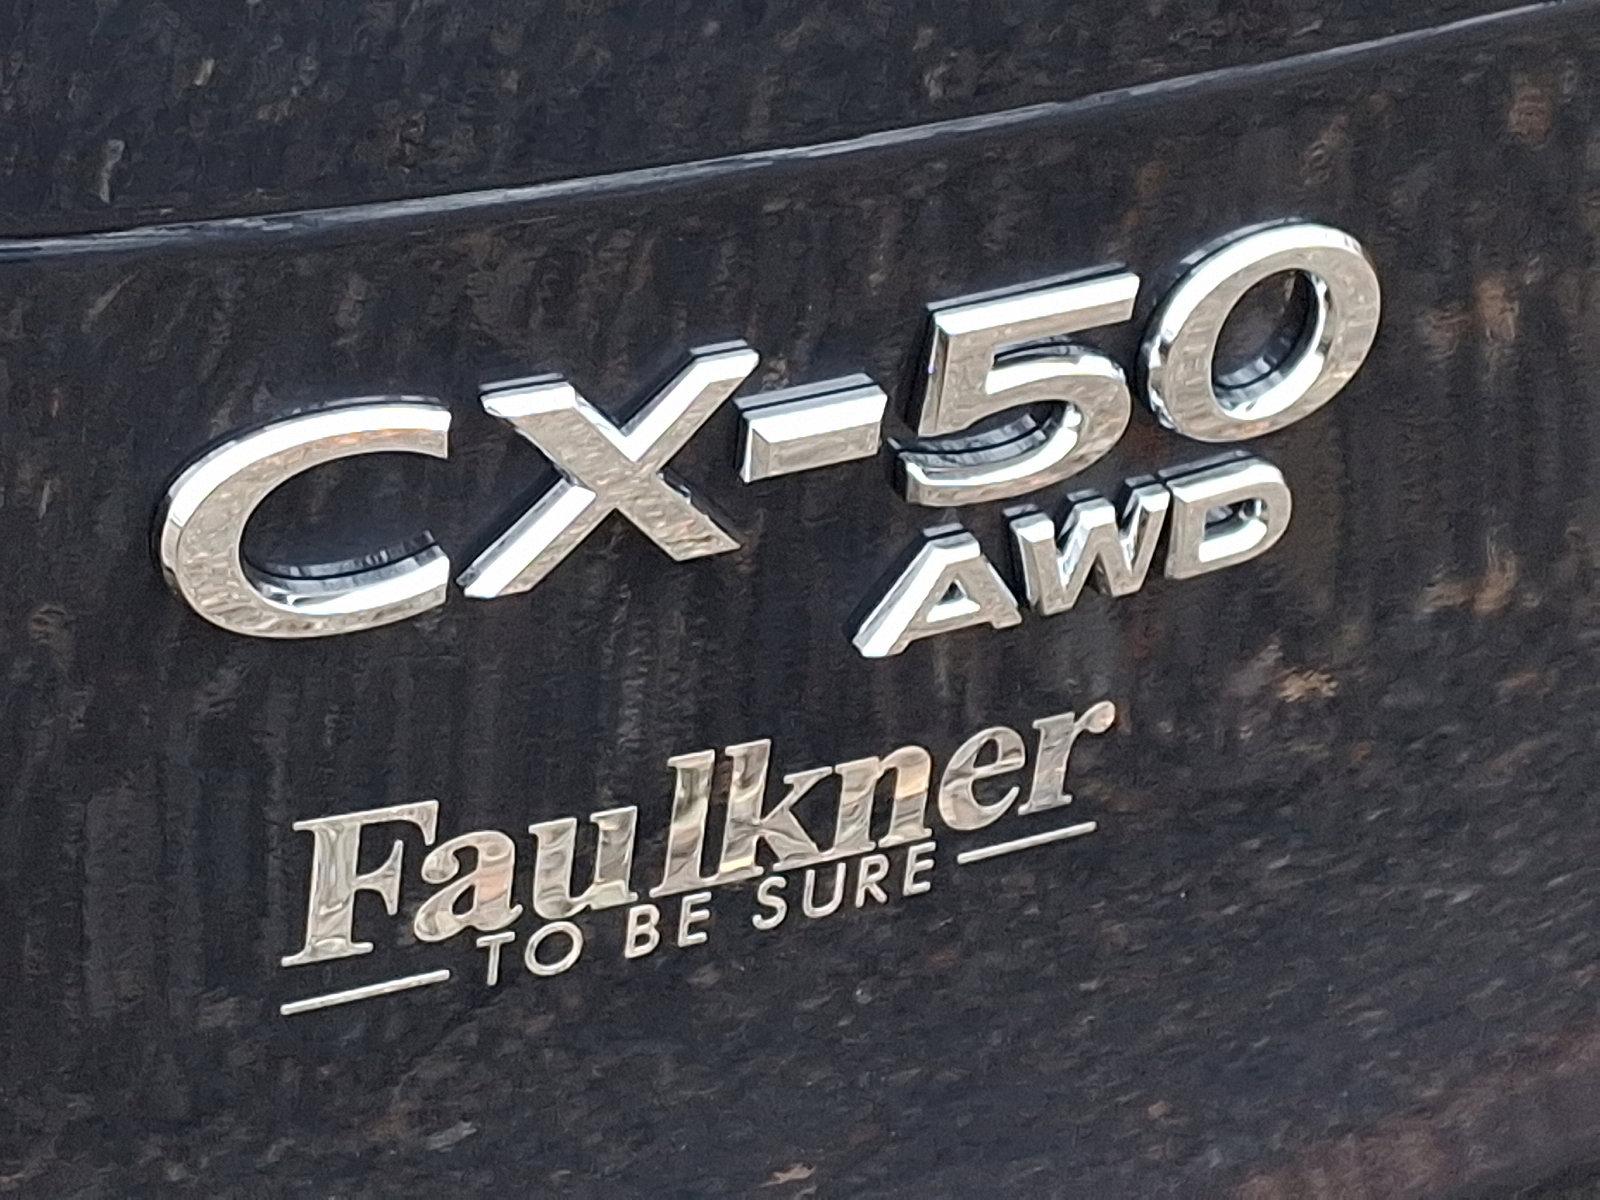 CX-50
AWD
Faulkner
TO BE SURE